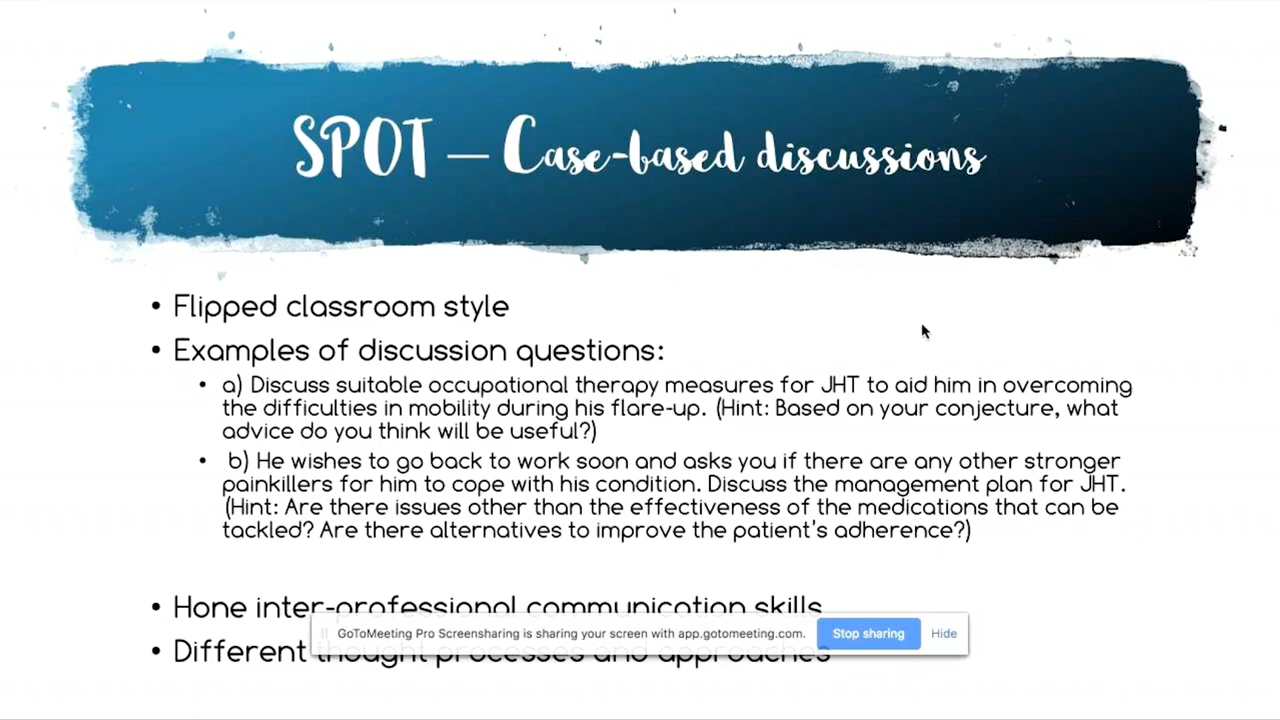 SPOT — Case-based discussions
• Flipped classroom style
• Examples of discussion questions:
• a) Discuss suitable occupational therapy measures for JHT to aid him in overcoming
the difficulties in mobility during his flare-up. (Hint: Based on your conjecture, what
advice do you think will be useful?)
• b) He wishes to go back to work soon and asks you if there are any other stronger
painkillers for him to cope with his condition. Discuss the management plan for JHT.
(Hint: Are there issues other than the effectiveness of the medications that can be
tackled? Are there alternatives to improve the patient's adherence?)
• Hone inter-professional communication skills
GoToMeeting Pro Screensharing is sharing your screen with app.gotomeeting.com. Stop sharing Hide
• Different thought processes and approaches